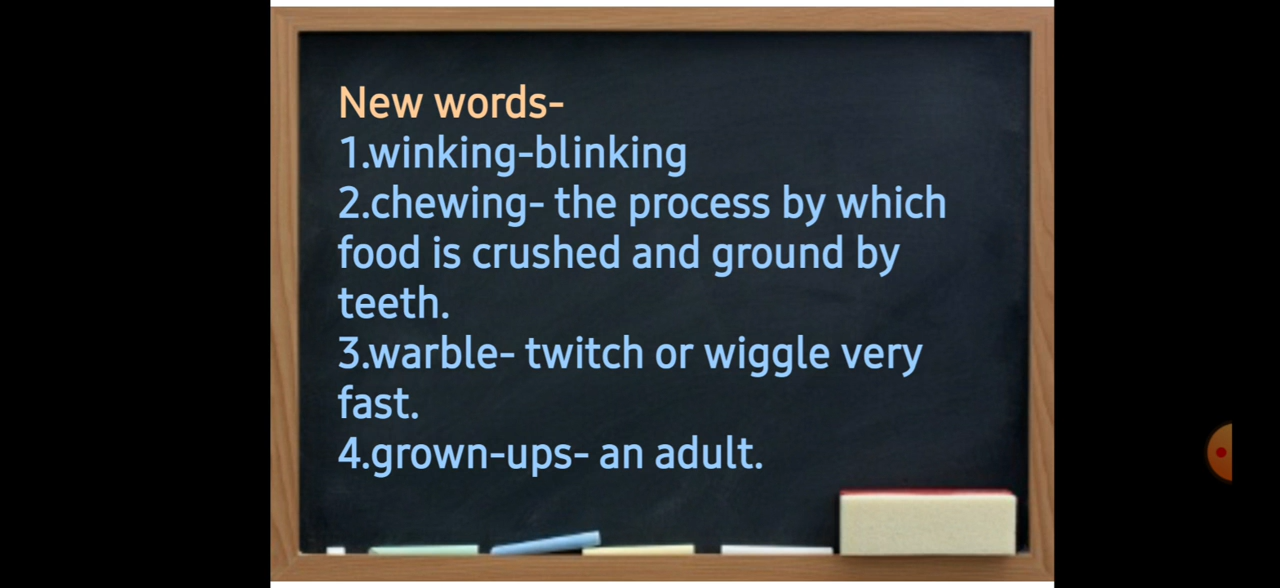 New words-
1.winking-blinking
2.chewing- the process by which
food is crushed and ground by
teeth.
3.warble- twitch or wiggle very
fast.
4.grown-ups- an adult.